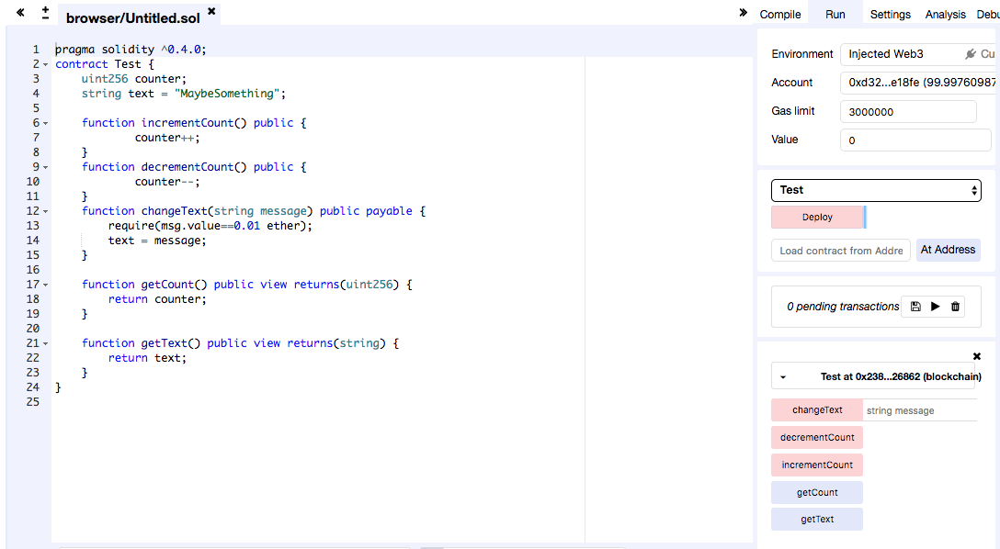 browser/Untitled.sol
Compile Run Settings Analysis Debu
1 pragma solidity ^0.4.0;
2 contract Test {
3 uint256 counter;
4 string text = "MaybeSomething";
5
6 function incrementCount() public {
7 counter++;
8 }
9 function decrementCount() public {
10 counter--;
11 }
12 function changeText(string message) public payable {
13 require(msg.value==0.01 ether);
14 text = message;
15 }
16
17 function getCount() public view returns(uint256) {
18 return counter;
19 }
20
21 function getText() public view returns(string) {
22 return text;
23 }
24 }
25
Environment Injected Web3 Cu
Account 0xd32...e18fe (99.99760987
Gas limit 3000000
Value 0
Test
Deploy
Load contract from Addre At Address
0 pending transactions
Test at 0x238...26862 (blockchain)
changeText string message
decrementCount
incrementCount
getCount
getText